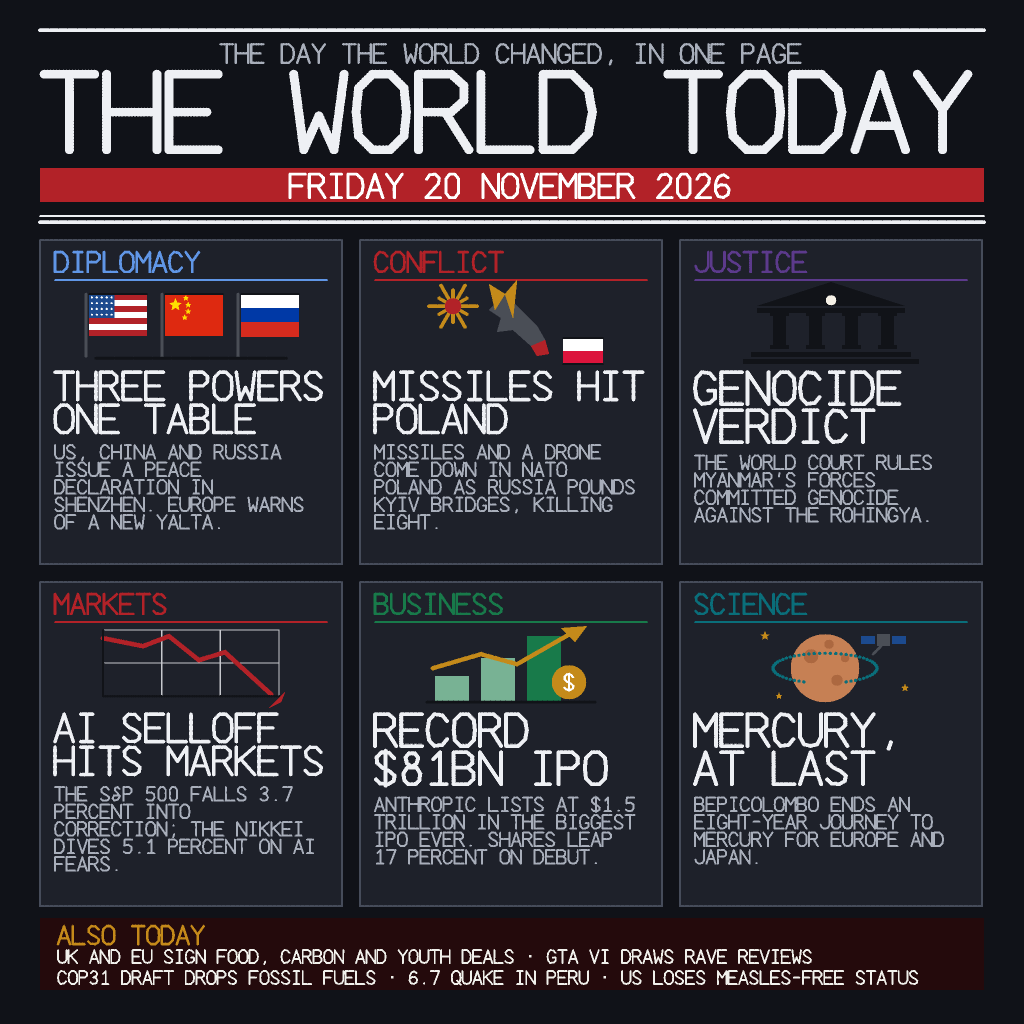 THE DAY THE WORLD CHANGED, IN ONE PAGE
THE WORLD TODAY
FRIDAY 20 NOVEMBER 2026
DIPLOMACY
THREE POWERS
ONE TABLE
US, CHINA AND RUSSIA
ISSUE A PEACE
DECLARATION IN
SHENZHEN. EUROPE WARNS
OF A NEW YALTA.
CONFLICT
MISSILES HIT
POLAND
MISSILES AND A DRONE
COME DOWN IN NATO
POLAND AS RUSSIA POUNDS
KYIV BRIDGES, KILLING
EIGHT.
JUSTICE
GENOCIDE
VERDICT
THE WORLD COURT RULES
MYANMAR'S FORCES
COMMITTED GENOCIDE
AGAINST THE ROHINGYA.
MARKETS
AI SELLOFF
HITS MARKETS
THE S&P 500 FALLS 3.7
PERCENT INTO
CORRECTION; THE NIKKEI
DIVES 5.1 PERCENT ON AI
FEARS.
BUSINESS
$
RECORD
$81BN IPO
ANTHROPIC LISTS AT $1.5
TRILLION IN THE BIGGEST
IPO EVER. SHARES LEAP
17 PERCENT ON DEBUT.
SCIENCE
MERCURY,
AT LAST
BEPICOLOMBO ENDS AN
EIGHT-YEAR JOURNEY TO
MERCURY FOR EUROPE AND
JAPAN.
ALSO TODAY
UK AND EU SIGN FOOD, CARBON AND YOUTH DEALS · GTA VI DRAWS RAVE REVIEWS
COP31 DRAFT DROPS FOSSIL FUELS · 6.7 QUAKE IN PERU · US LOSES MEASLES-FREE STATUS